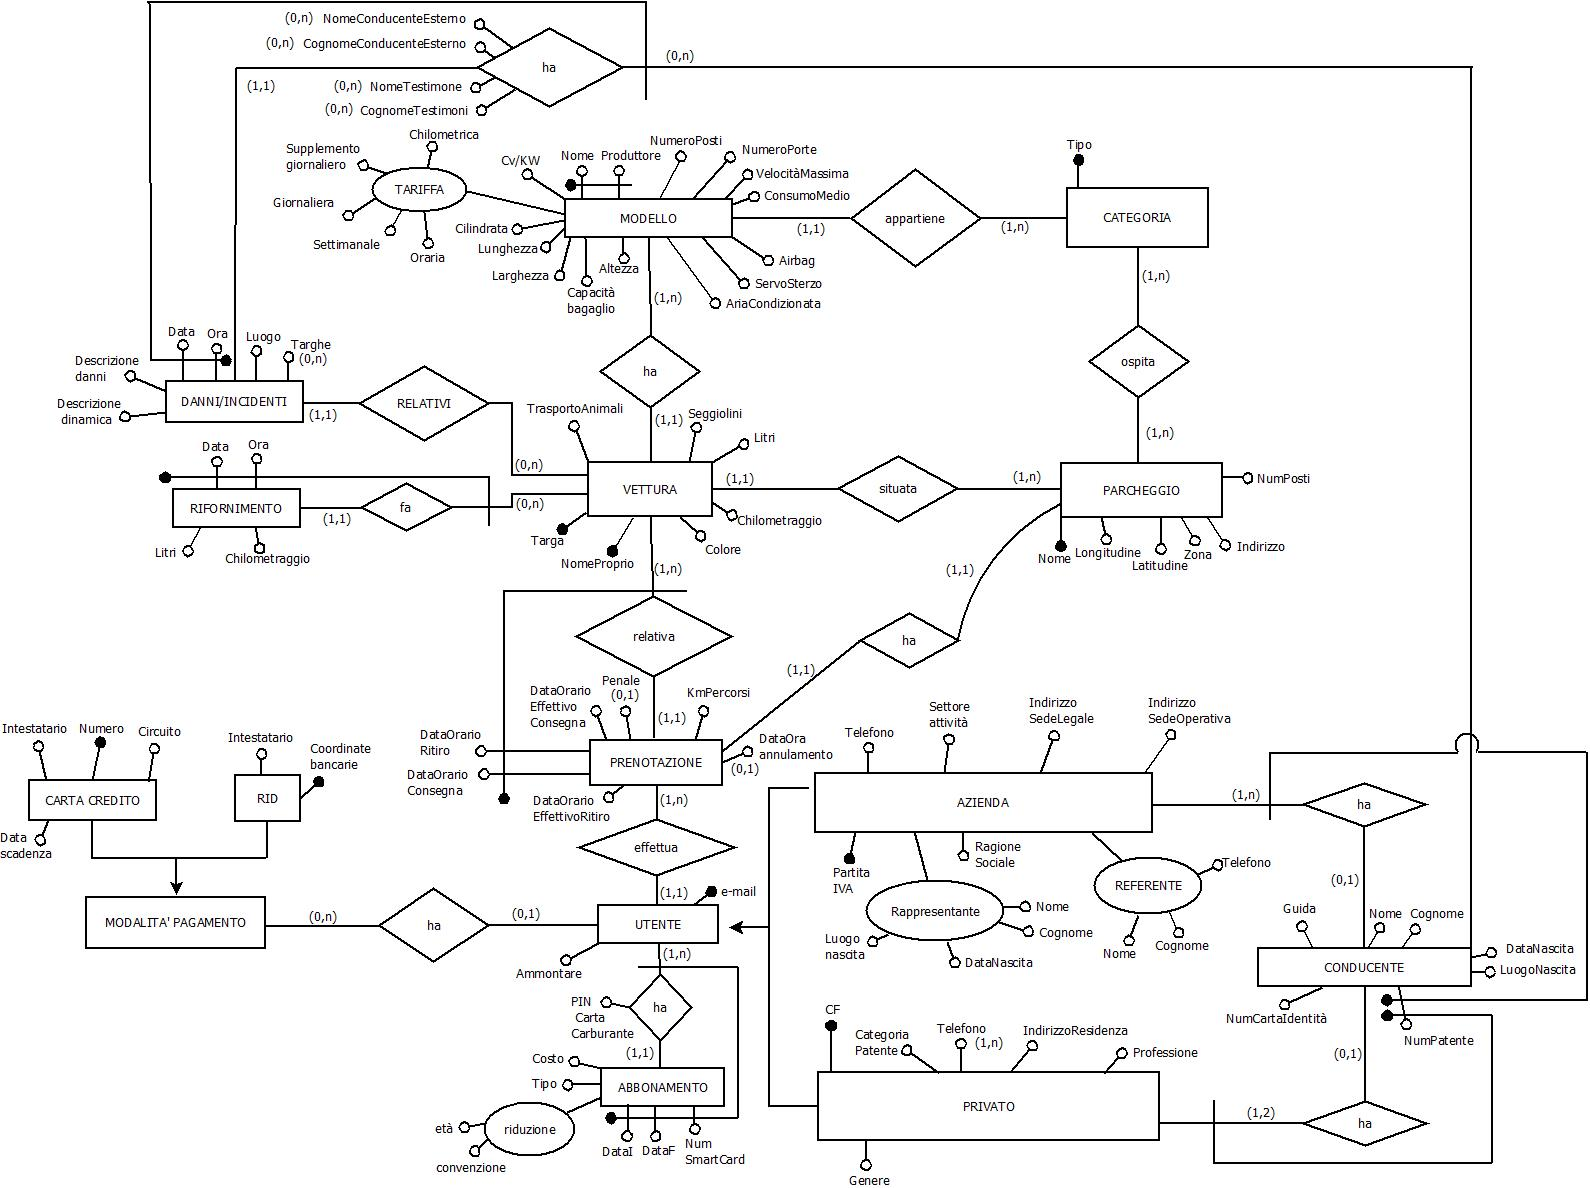 (0,n) NomeConducenteEsterno
(0,n) CognomeConducenteEsterno
ha
(0,n)
(1,1)
(0,n) NomeTestimone
(0,n) CognomeTestimoni
Chilometrica
Supplemento
giornaliero
TARIFFA
Giornaliera
Settimanale
Oraria
Cv/KW
Nome
Produttore
NumeroPosti
NumeroPorte
VelocitàMassima
ConsumoMedio
MODELLO
Cilindrata
Lunghezza
Larghezza
Capacità
bagaglio
Altezza
Airbag
ServoSterzo
AriaCondizionata
(1,1)
appartiene
(1,n)
Tipo
CATEGORIA
(1,n)
ospita
(1,n)
(1,n)
ha
(1,1)
Data
Ora
Luogo
Targhe
(0,n)
Descrizione
danni
Descrizione
dinamica
DANNI/INCIDENTI
(1,1)
RELATIVI
(0,n)
Data
Ora
RIFORNIMENTO
Litri
Chilometraggio
(1,1)
fa
(0,n)
TrasportoAnimali
Seggiolini
Litri
VETTURA
Targa
NomeProprio
Colore
Chilometraggio
(1,1)
situata
(1,n)
PARCHEGGIO
NumPosti
Nome
Longitudine
Latitudine
Zona
Indirizzo
(1,n)
relativa
(1,1)
(1,1)
ha
(1,1)
DataOrario
Effettivo
Consegna
Penale
(0,1)
KmPercorsi
DataOrario
Ritiro
DataOrario
Consegna
PRENOTAZIONE
DataOra
annulamento
(0,1)
DataOrario
EffettivoRitiro
(1,n)
effettua
(1,1)
Intestatario
Numero
Circuito
CARTA CREDITO
Data
scadenza
Intestatario
Coordinate
bancarie
RID
MODALITA' PAGAMENTO
(0,n)
ha
(0,1)
e-mail
UTENTE
Ammontare
(1,n)
PIN
Carta
Carburante
ha
(1,1)
Costo
Tipo
ABBONAMENTO
riduzione
età
convenzione
DataI
DataF
Num
SmartCard
Telefono
Settore
attività
Indirizzo
SedeLegale
Indirizzo
SedeOperativa
AZIENDA
Partita
IVA
Ragione
Sociale
Rappresentante
Nome
Cognome
Luogo
nascita
DataNascita
REFERENTE
Telefono
Nome
Cognome
(1,n)
ha
(0,1)
Guida
Nome
Cognome
CONDUCENTE
DataNascita
LuogoNascita
NumCartaIdentità
NumPatente
(0,1)
CF
Categoria
Patente
Telefono
(1,n)
IndirizzoResidenza
Professione
PRIVATO
Genere
(1,2)
ha